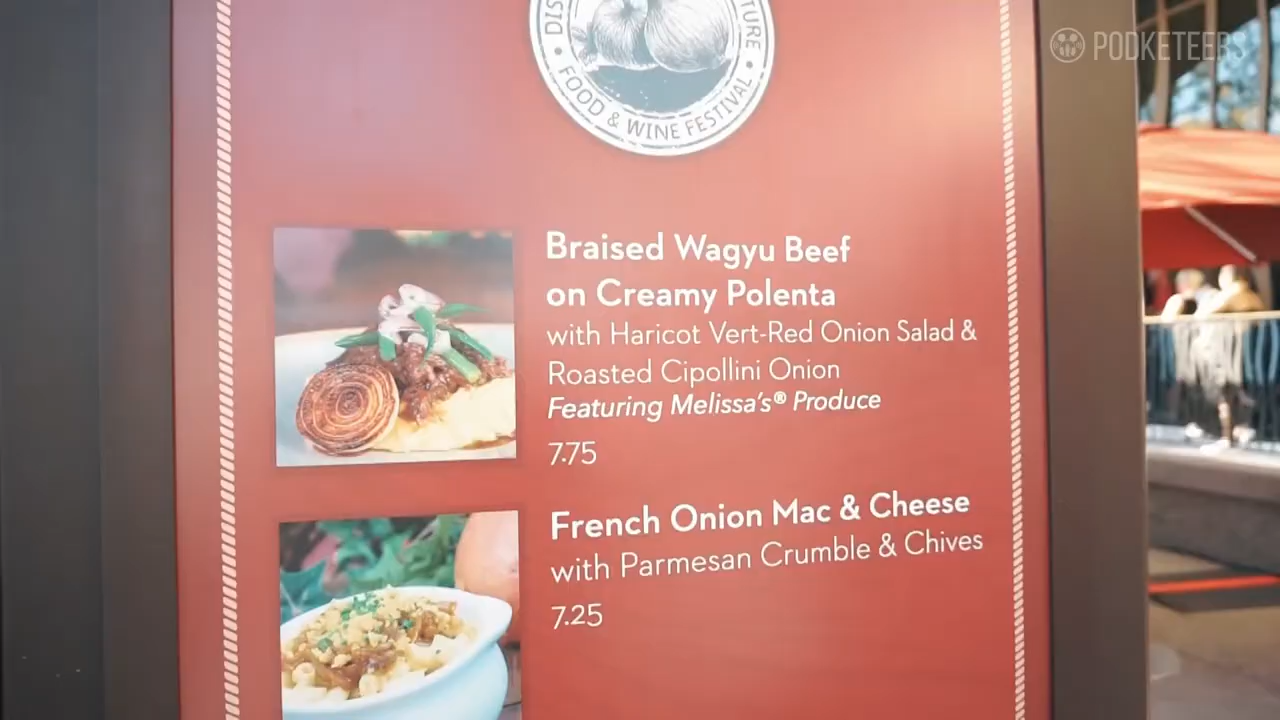 PODKETEERS
FOOD & WINE FESTIVAL
Braised Wagyu Beef
on Creamy Polenta
with Haricot Vert-Red Onion Salad &
Roasted Cipollini Onion
Featuring Melissa's® Produce
7.75
French Onion Mac & Cheese
with Parmesan Crumble & Chives
7.25